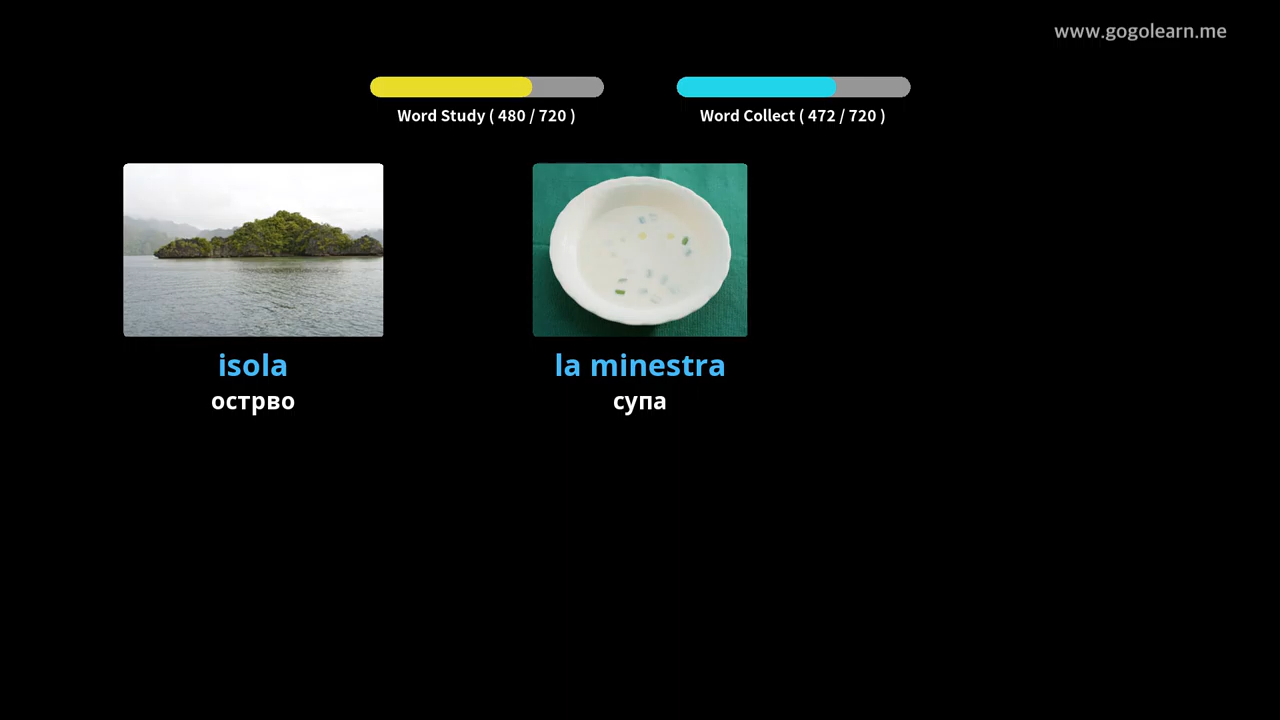 www.gogolearn.me
Word Study ( 480 / 720 )
Word Collect ( 472 / 720 )
isola
острво
la minestra
супа